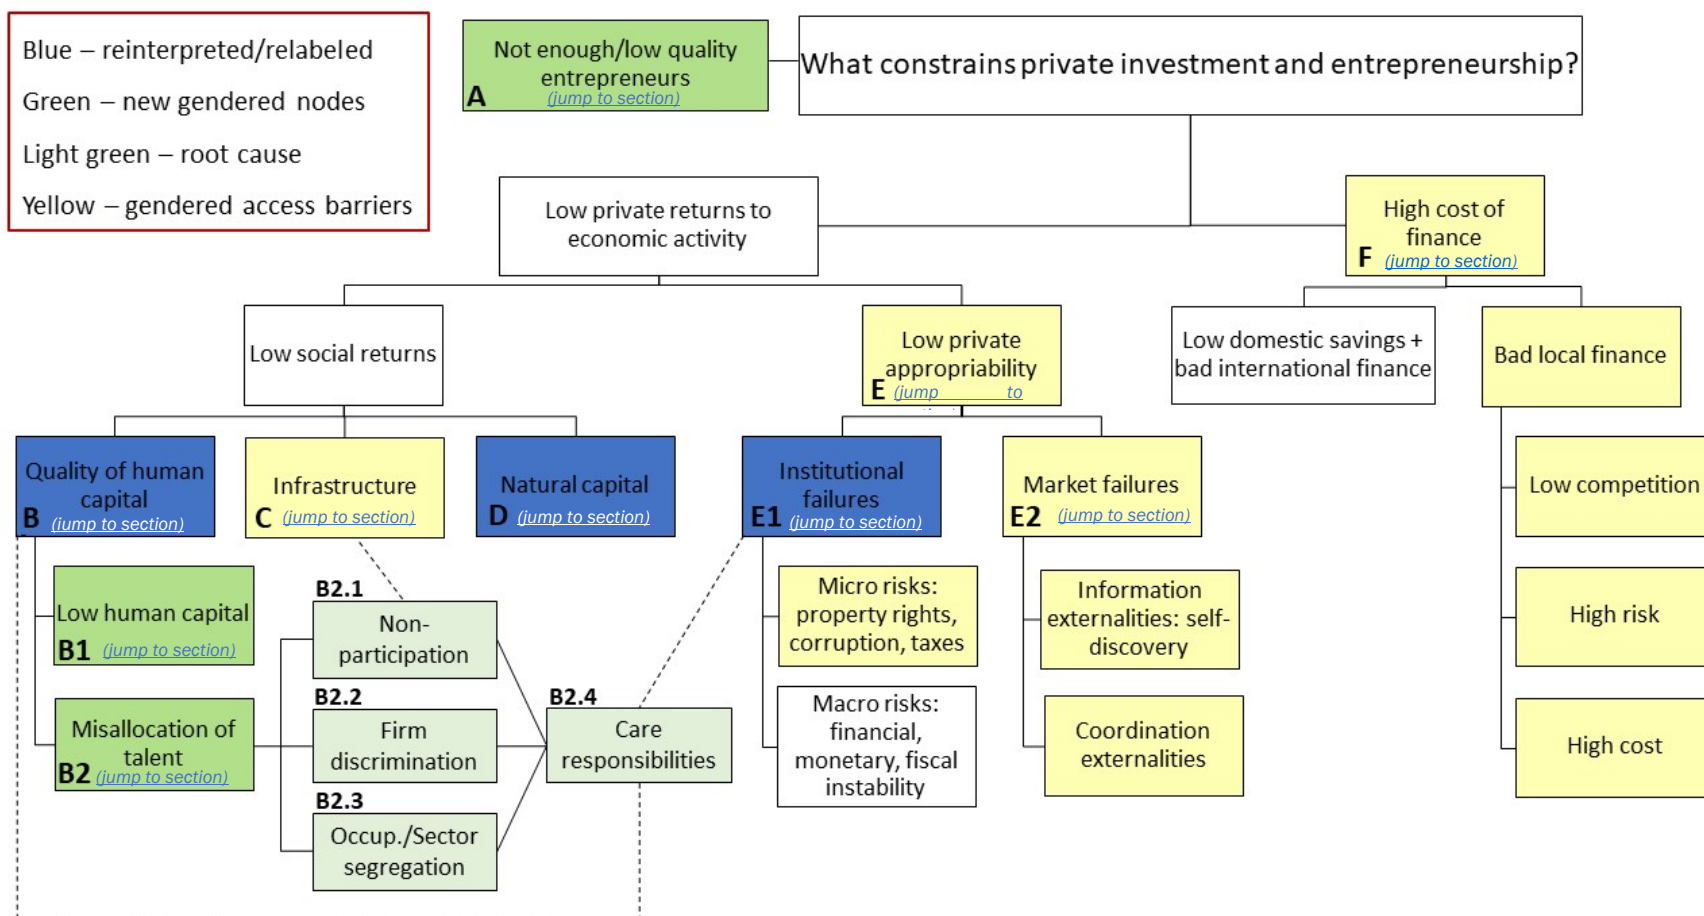 Blue – reinterpreted/relabeled
Green – new gendered nodes
Light green – root cause
Yellow – gendered access barriers
Not enough/low quality
entrepreneurs
(jump to section)
A
What constrains private investment and entrepreneurship?
Low private returns to
economic activity
High cost of
finance
F (jump to section)
Low social returns
Low private
appropriability
E (jump to
Low domestic savings +
bad international finance
Bad local finance
Quality of human
capital
B (jump to section)
Infrastructure
C (jump to section)
Natural capital
D (jump to section)
Institutional
failures
E1 (jump to section)
Market failures
E2 (jump to section)
Low competition
Low human capital
B1 (jump to section)
B2.1
Non-
participation
Micro risks:
property rights,
corruption, taxes
Information
externalities: self-
discovery
High risk
Misallocation of
talent
B2 (jump to section)
B2.2
Firm
discrimination
B2.4
Care
responsibilities
Macro risks:
financial,
monetary, fiscal
instability
Coordination
externalities
High cost
B2.3
Occup./Sector
segregation